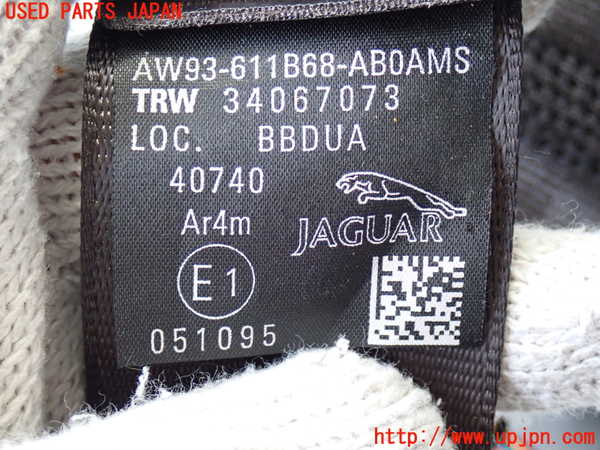 USED PARTS JAPAN
AW93-611B68-AB0AMS
TRW 34067073
LOC. BBDUA
40740
Ar4m
JAGUAR
E1
051095
http://www.upjpn.com